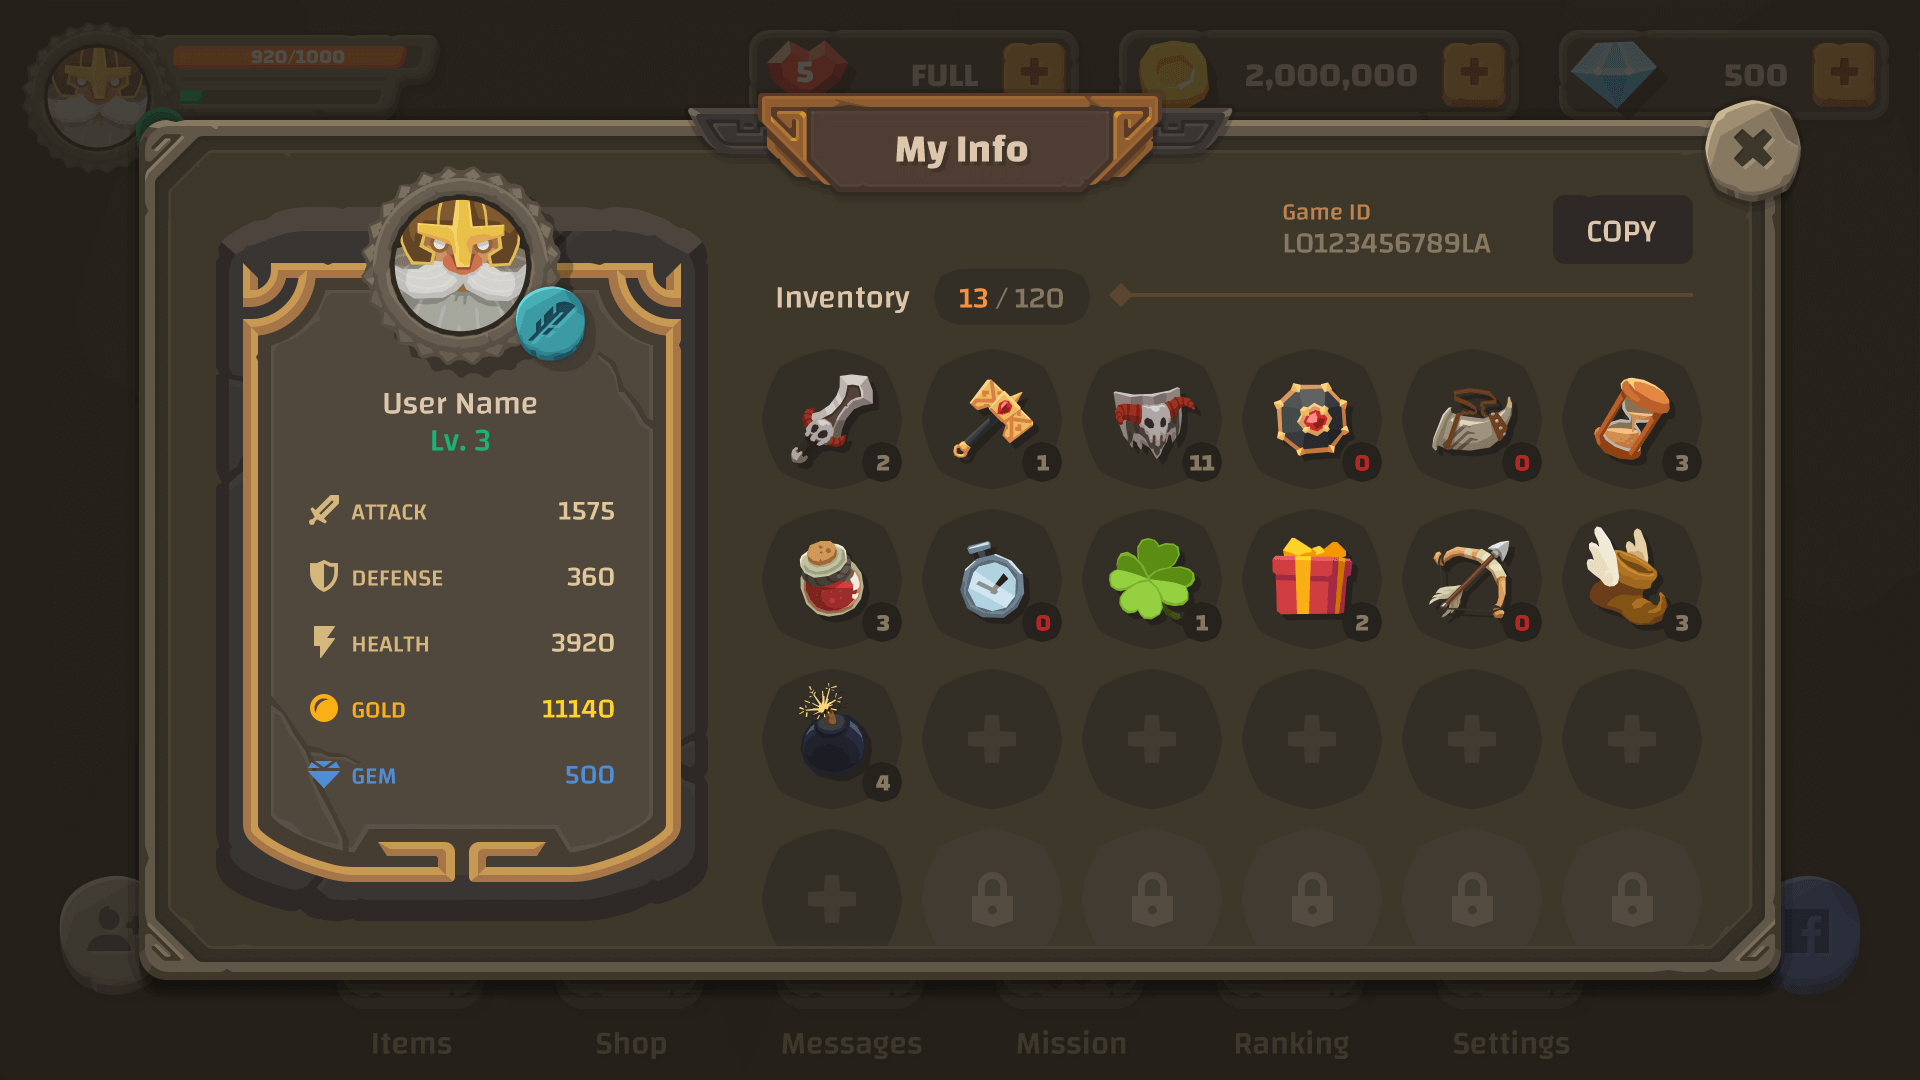 920/1000
5
FULL
2,000,000
500
My Info
Game ID
LO123456789LA
COPY
Inventory
13 / 120
User Name
Lv. 3
ATTACK 1575
DEFENSE 360
HEALTH 3920
GOLD 11140
GEM 500
2
1
11
0
0
3
3
0
1
2
0
3
4
f
Items
Shop
Messages
Mission
Ranking
Settings